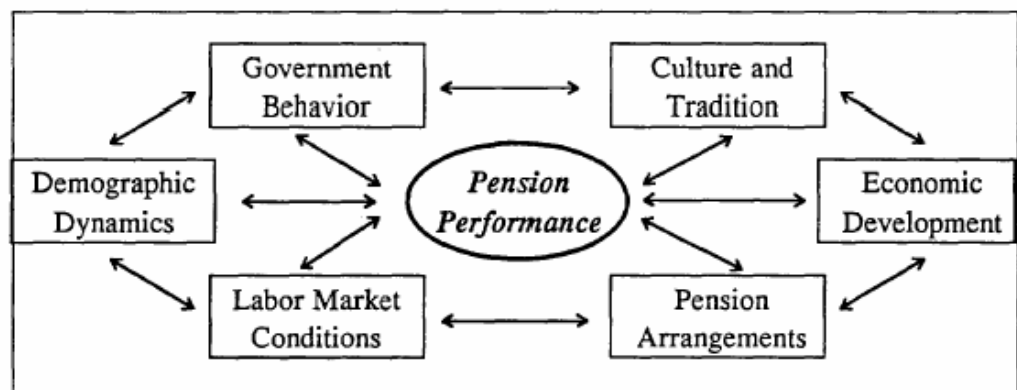 Government
Behavior
Culture and
Tradition
Demographic
Dynamics
Pension
Performance
Economic
Development
Labor Market
Conditions
Pension
Arrangements